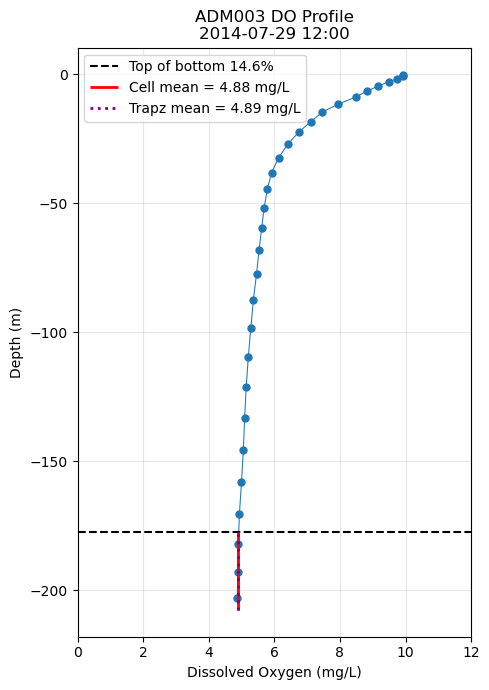 ADM003 DO Profile
2014-07-29 12:00
Top of bottom 14.6%
Cell mean = 4.88 mg/L
Trapz mean = 4.89 mg/L
0
−50
−100
−150
−200
Depth (m)
0 2 4 6 8 10 12
Dissolved Oxygen (mg/L)